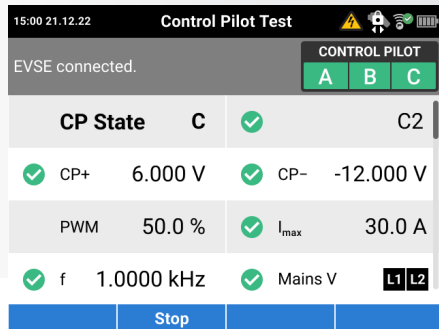 15:00 21.12.22 Control Pilot Test
EVSE connected.
CONTROL PILOT
A B C
CP State C C2
CP+ 6.000 V CP− -12.000 V
PWM 50.0 % Imax 30.0 A
f 1.0000 kHz Mains V L1 L2
Stop